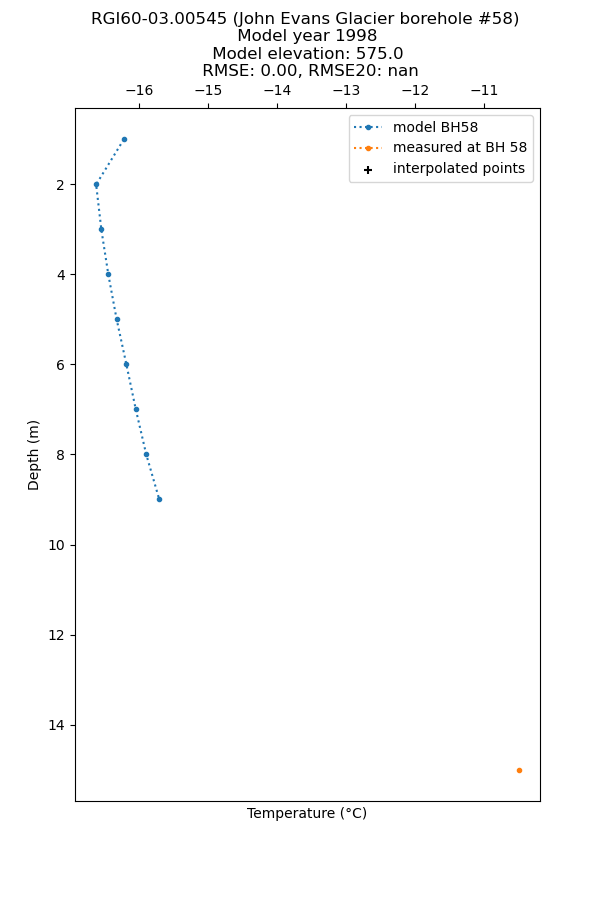 RGI60-03.00545 (John Evans Glacier borehole #58)
Model year 1998
Model elevation: 575.0
RMSE: 0.00, RMSE20: nan
−16 −15 −14 −13 −12 −11
model BH58
measured at BH 58
interpolated points
2
4
6
8
10
12
14
Depth (m)
Temperature (°C)